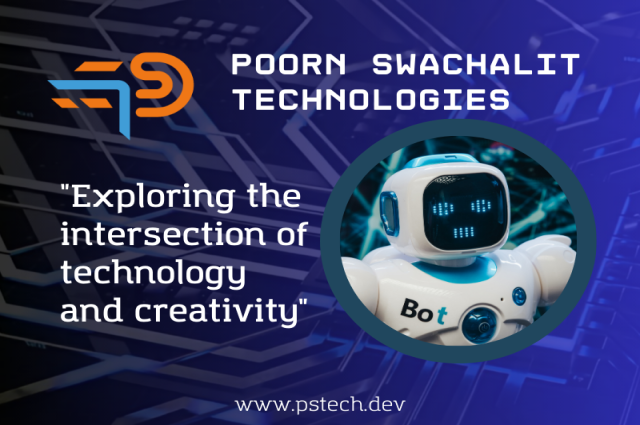 POORN SWACHALIT
TECHNOLOGIES
"Exploring the
intersection of
technology
and creativity"
Bot
www.pstech.dev